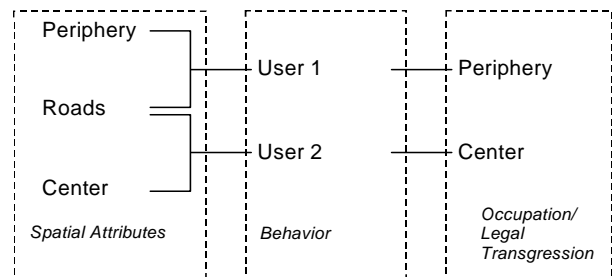 Periphery
User 1
Periphery
Roads
User 2
Center
Center
Spatial Attributes
Behavior
Occupation/
Legal
Transgression